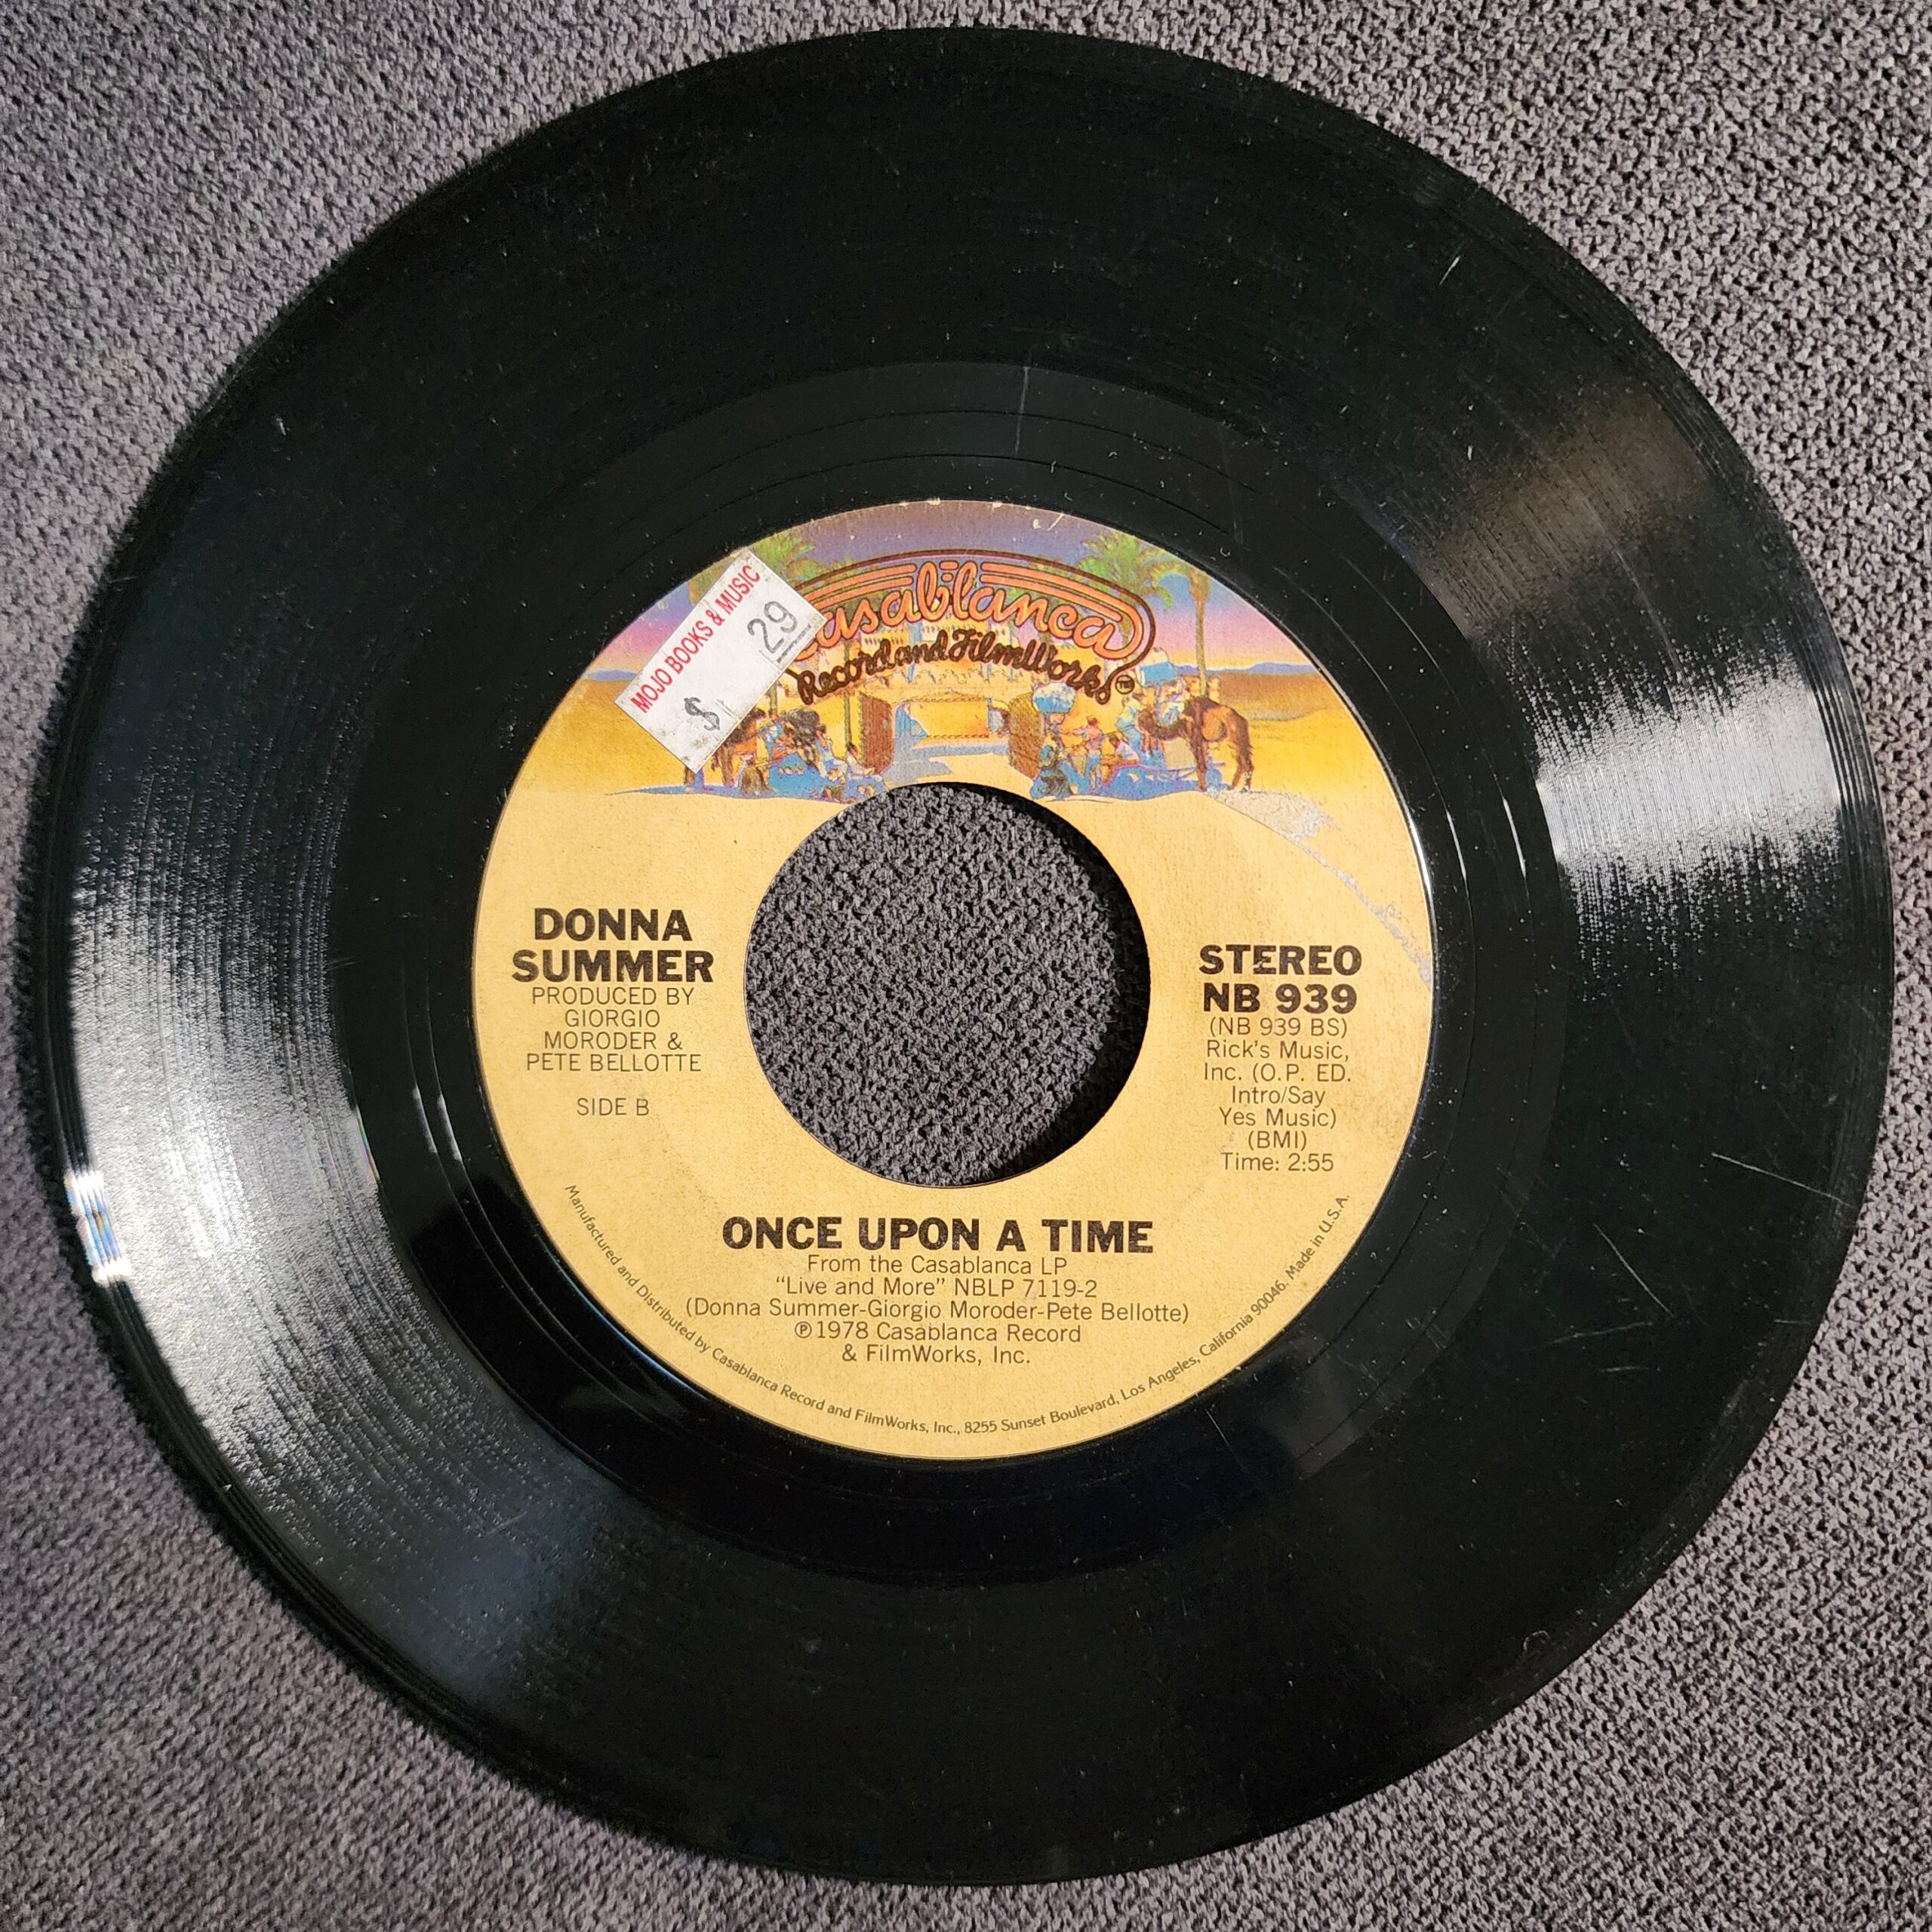 MOJO BOOKS & MUSIC
29
$
Casablanca
Record and FilmWorks™
DONNA
SUMMER
PRODUCED BY
GIORGIO
MORODER &
PETE BELLOTTE
SIDE B
STEREO
NB 939
(NB 939 BS)
Rick's Music,
Inc. (O.P. ED.
Intro/Say
Yes Music)
(BMI)
Time: 2:55
ONCE UPON A TIME
From the Casablanca LP
"Live and More" NBLP 7119-2
(Donna Summer-Giorgio Moroder-Pete Bellotte)
℗1978 Casablanca Record
& FilmWorks, Inc.
Manufactured and Distributed by Casablanca Record and FilmWorks, Inc., 8255 Sunset Boulevard, Los Angeles, California 90046. Made in U.S.A.